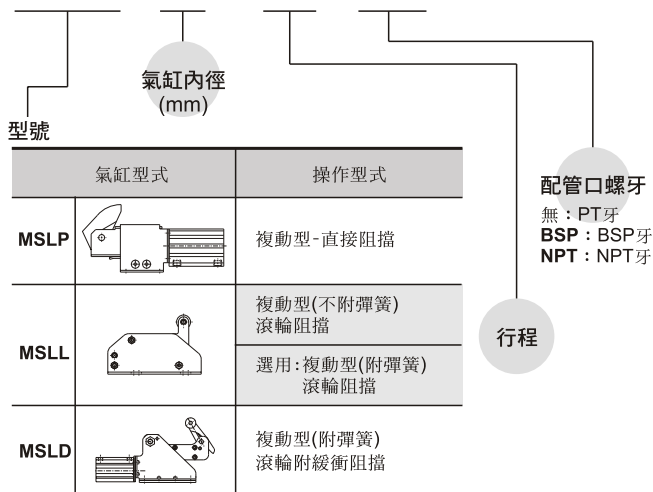 氣缸內徑
(mm)
型號
氣缸型式 操作型式
MSLP 複動型-直接阻擋
MSLL 複動型(不附彈簧)
滾輪阻擋
選用:複動型(附彈簧)
滾輪阻擋
MSLD 複動型(附彈簧)
滾輪附緩衝阻擋
行程
配管口螺牙
無：PT牙
BSP：BSP牙
NPT：NPT牙